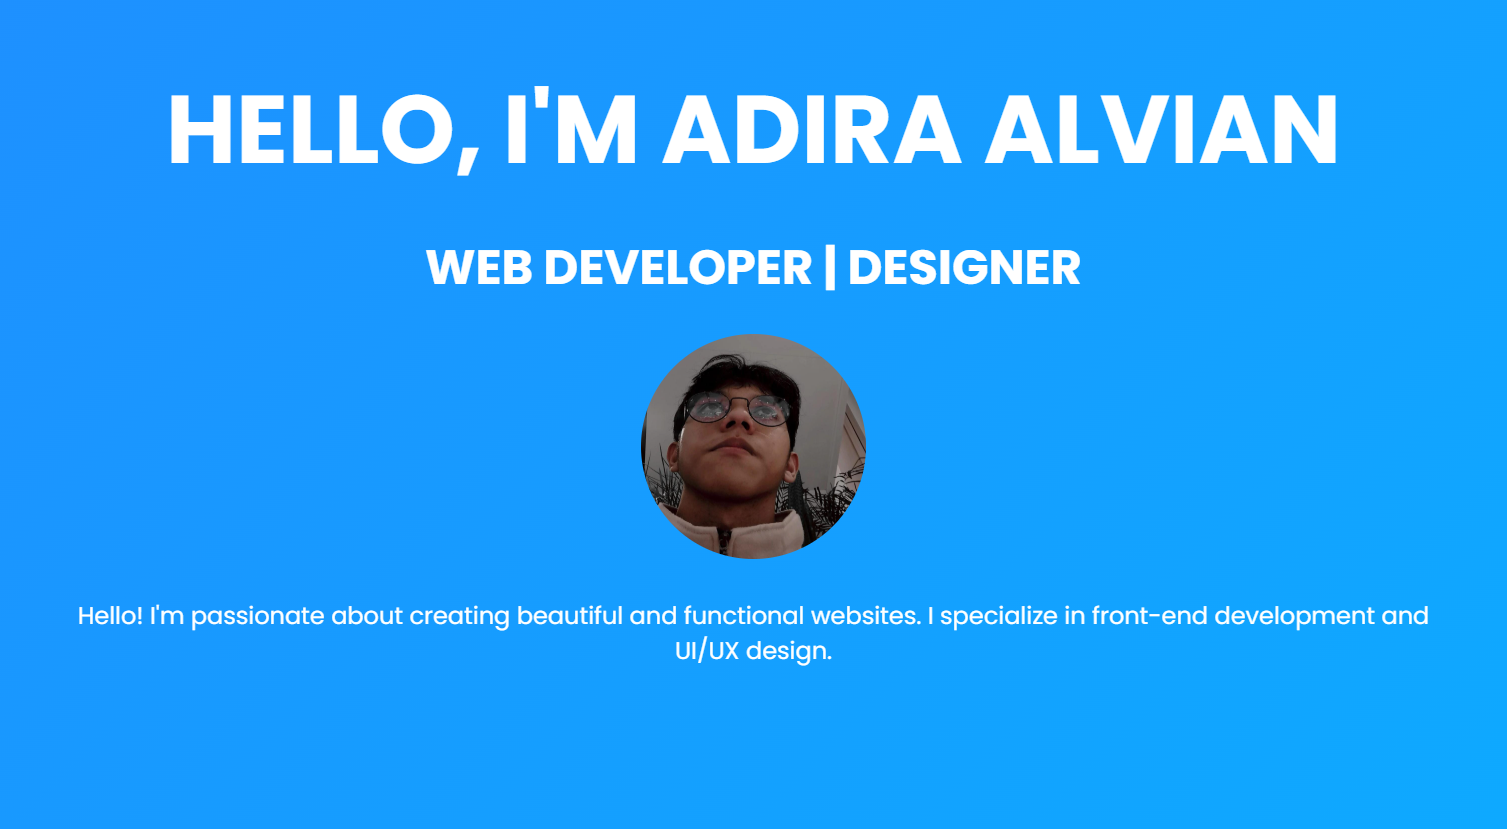 HELLO, I'M ADIRA ALVIAN
WEB DEVELOPER | DESIGNER
Hello! I'm passionate about creating beautiful and functional websites. I specialize in front-end development and
UI/UX design.